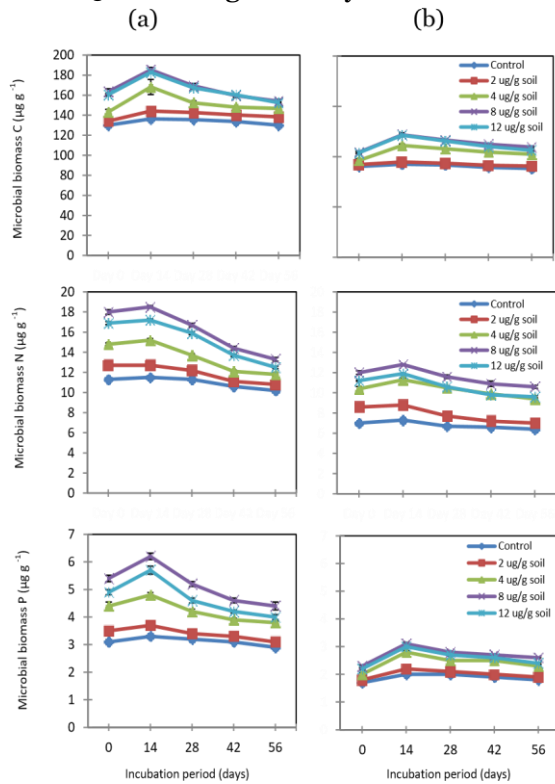 (a)
(b)
Microbial biomass C (µg g⁻¹)
200
180
160
140
120
100
80
60
40
20
0
Control
2 ug/g soil
4 ug/g soil
8 ug/g soil
12 ug/g soil
Microbial biomass N (µg g⁻¹)
20
18
16
14
12
10
8
6
4
2
0
Control
2 ug/g soil
4 ug/g soil
8 ug/g soil
12 ug/g soil
Microbial biomass P (µg g⁻¹)
7
6
5
4
3
2
1
0
Control
2 ug/g soil
4 ug/g soil
8 ug/g soil
12 ug/g soil
0 14 28 42 56
0 14 28 42 56
Incubation period (days)
Incubation period (days)